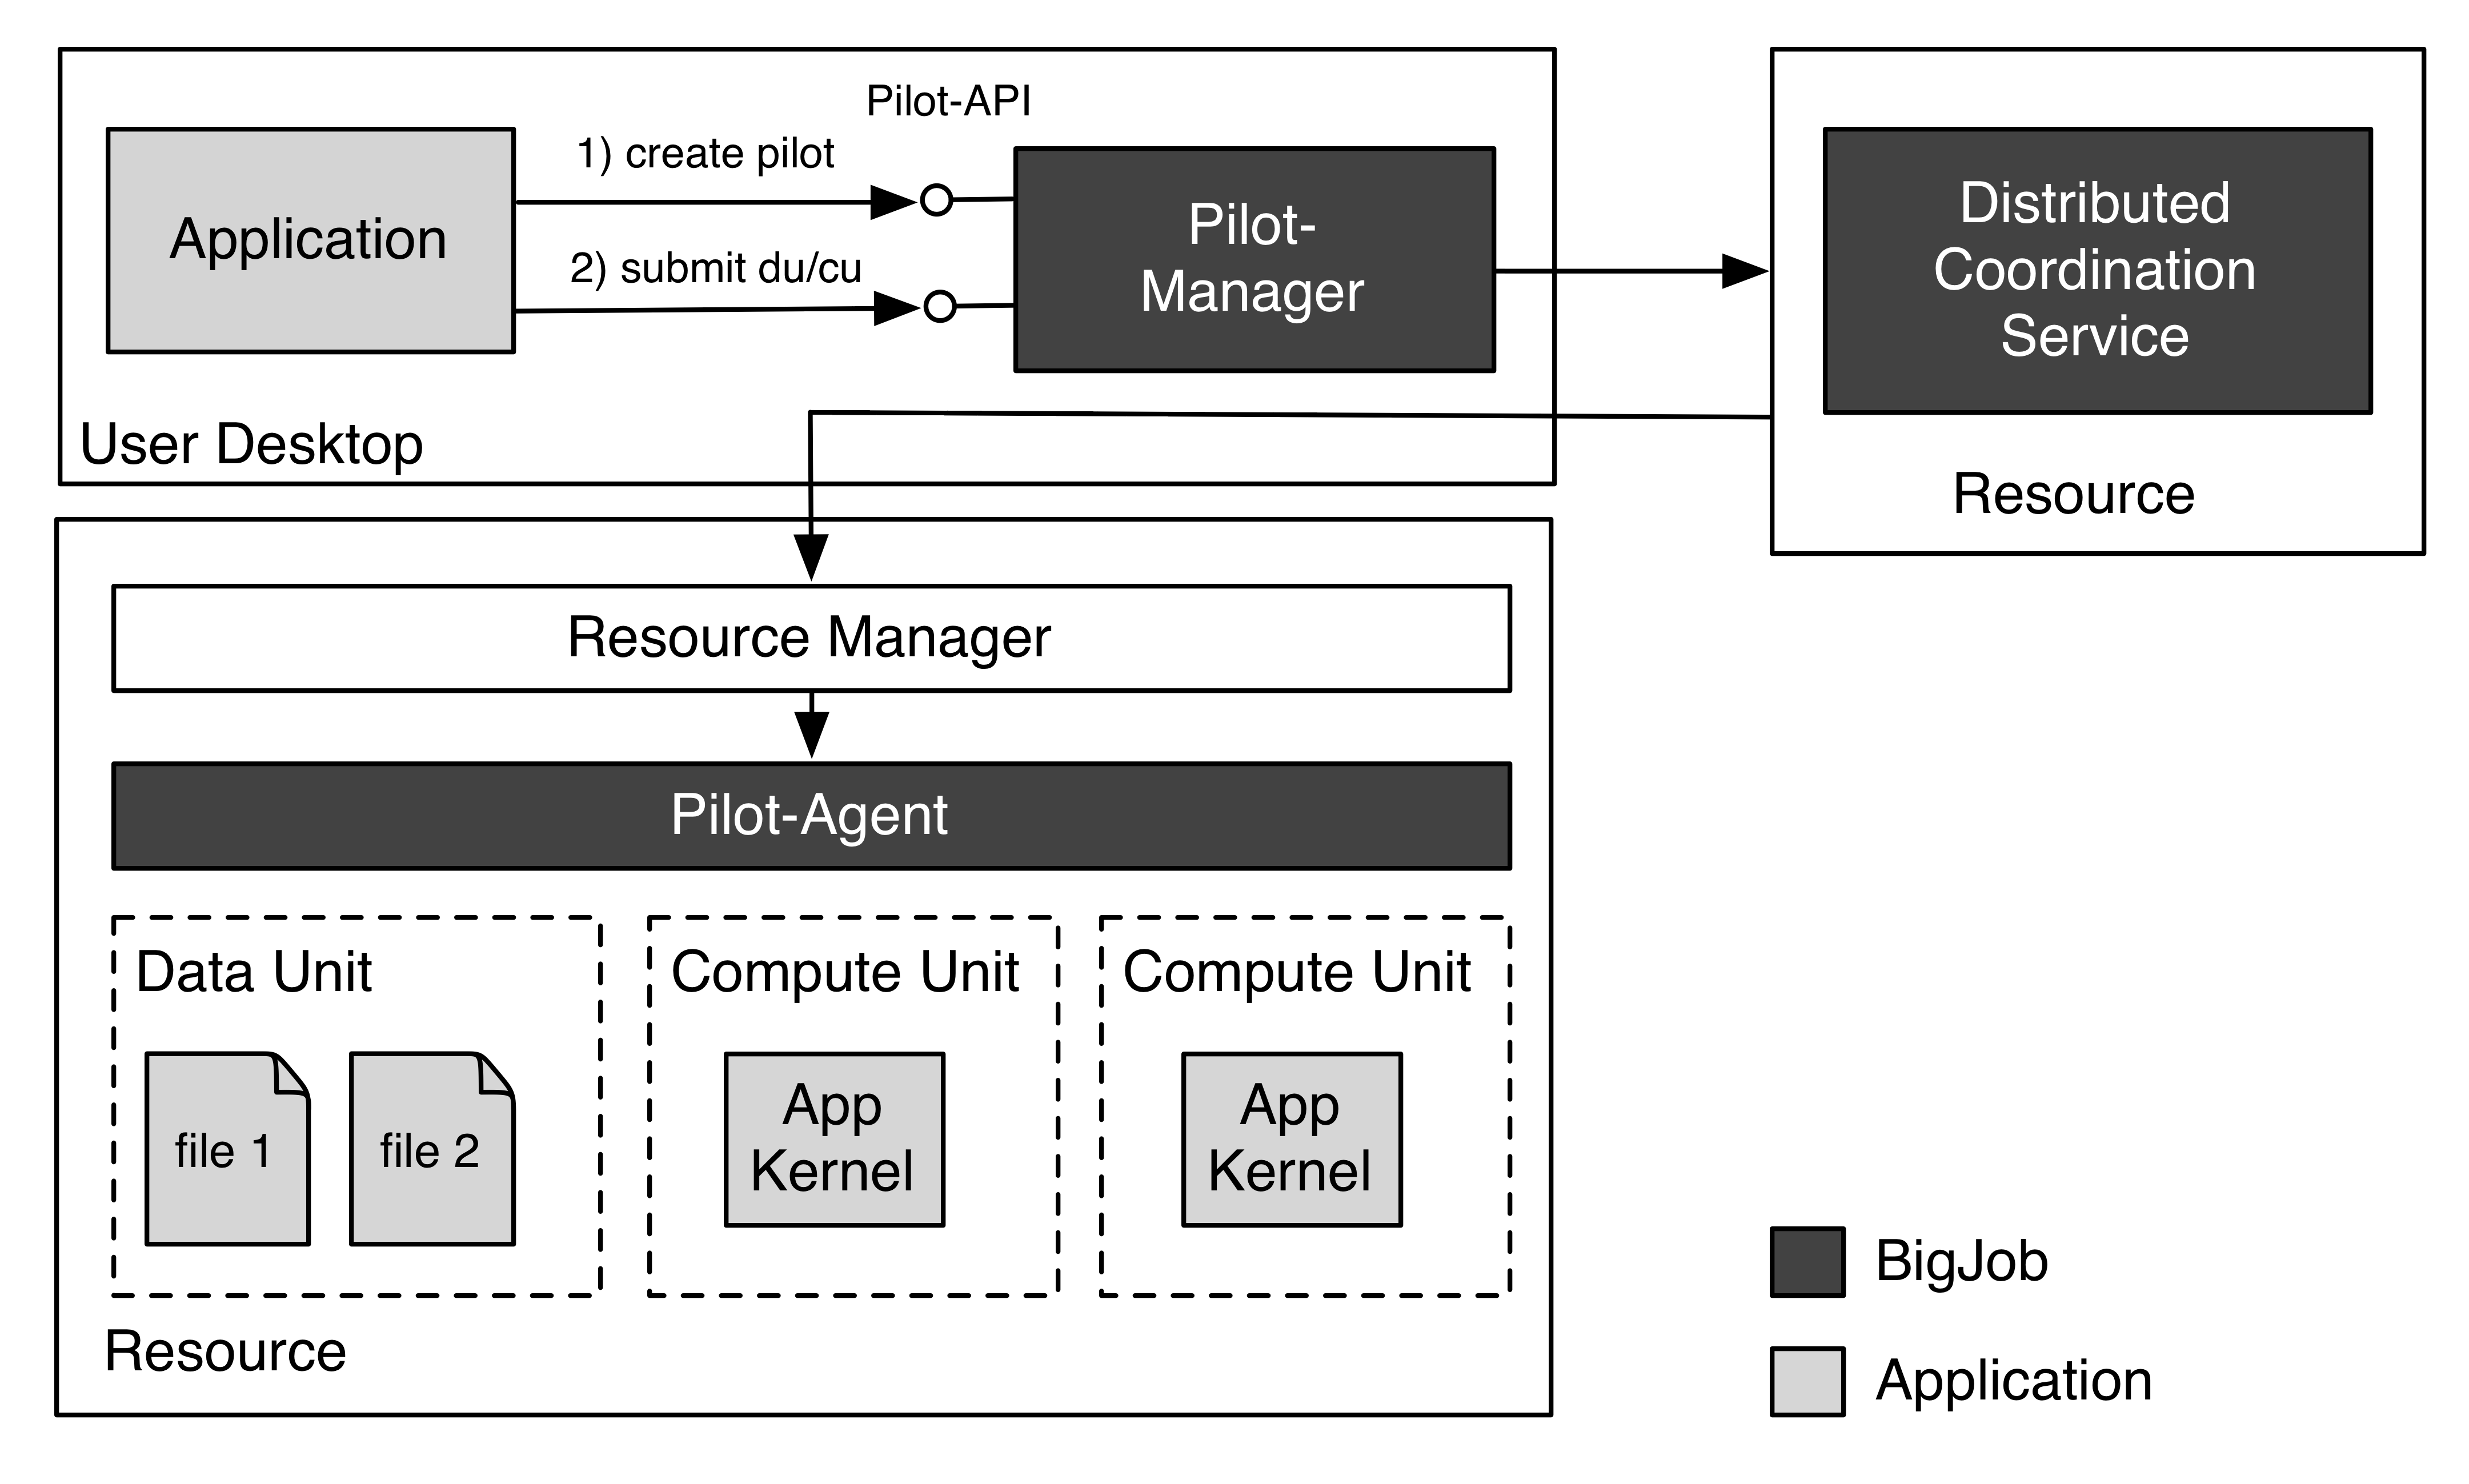 Pilot-API
1) create pilot
Application
2) submit du/cu
Pilot-
Manager
User Desktop
Distributed
Coordination
Service
Resource
Resource Manager
Pilot-Agent
Data Unit
file 1
file 2
Compute Unit
App
Kernel
Compute Unit
App
Kernel
Resource
BigJob
Application